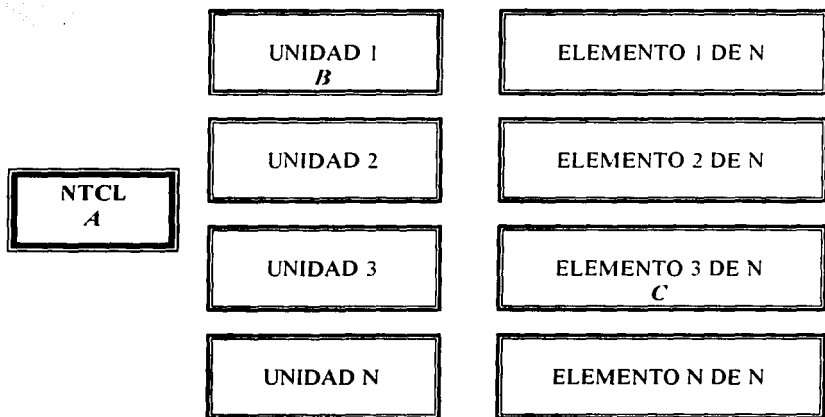 UNIDAD 1
B
ELEMENTO 1 DE N
UNIDAD 2
ELEMENTO 2 DE N
NTCL
A
UNIDAD 3
ELEMENTO 3 DE N
C
UNIDAD N
ELEMENTO N DE N